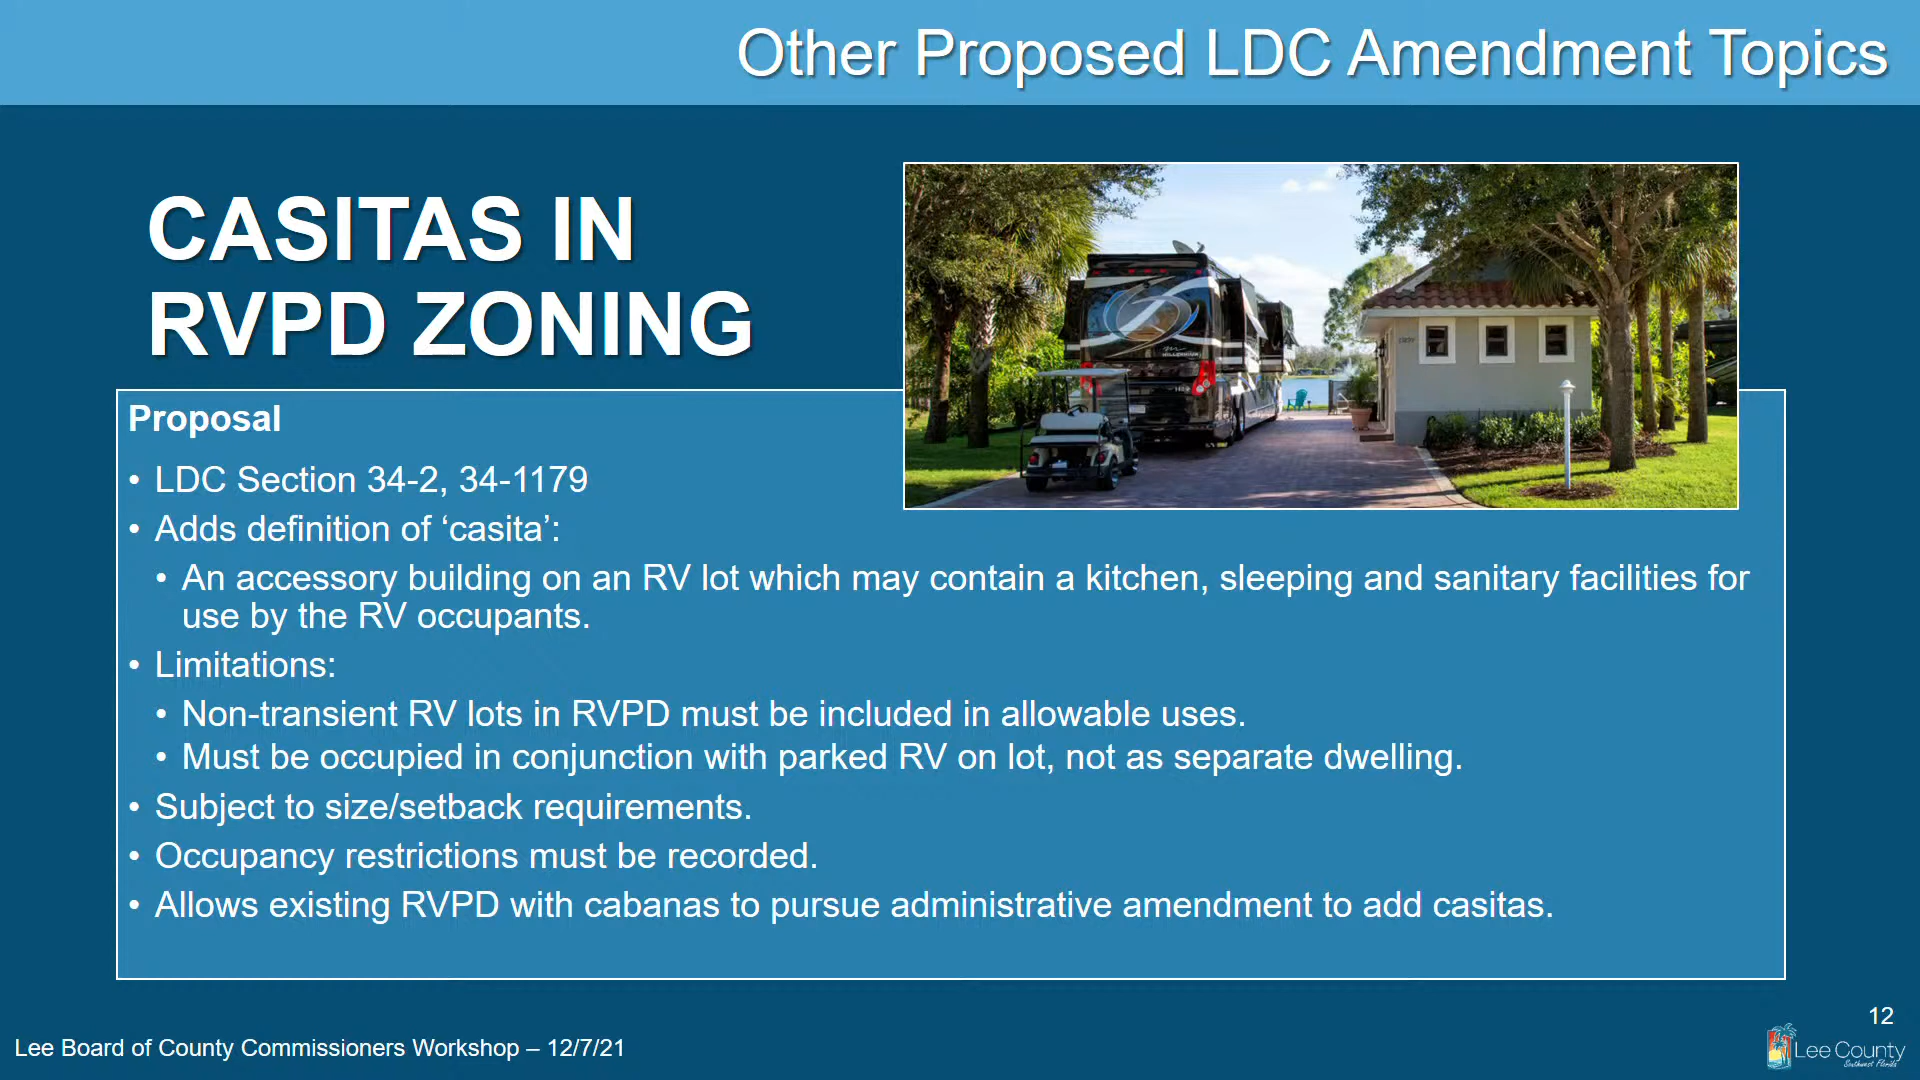 Other Proposed LDC Amendment Topics
CASITAS IN
RVPD ZONING
Proposal
• LDC Section 34-2, 34-1179
• Adds definition of ‘casita’:
• An accessory building on an RV lot which may contain a kitchen, sleeping and sanitary facilities for
use by the RV occupants.
• Limitations:
• Non-transient RV lots in RVPD must be included in allowable uses.
• Must be occupied in conjunction with parked RV on lot, not as separate dwelling.
• Subject to size/setback requirements.
• Occupancy restrictions must be recorded.
• Allows existing RVPD with cabanas to pursue administrative amendment to add casitas.
12
Lee Board of County Commissioners Workshop – 12/7/21
Lee County
Southwest Florida